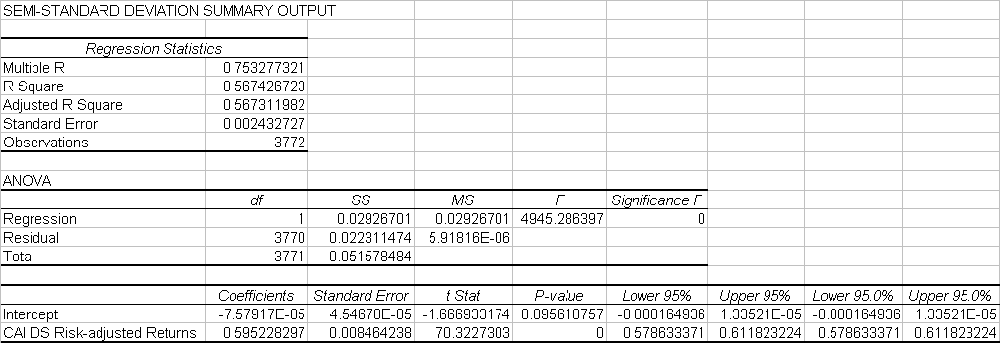 SEMI-STANDARD DEVIATION SUMMARY OUTPUT
Regression Statistics
Multiple R 0.753277321
R Square 0.567426723
Adjusted R Square 0.567311982
Standard Error 0.002432727
Observations 3772
ANOVA
df SS MS F Significance F
Regression 1 0.02926701 0.02926701 4945.286397 0
Residual 3770 0.022311474 5.91816E-06
Total 3771 0.051578484
Coefficients Standard Error t Stat P-value Lower 95% Upper 95% Lower 95.0% Upper 95.0%
Intercept -7.57917E-05 4.54678E-05 -1.666933174 0.095610757 -0.000164936 1.33521E-05 -0.000164936 1.33521E-05
CAI DS Risk-adjusted Returns 0.595228297 0.008464238 70.3227303 0 0.578633371 0.611823224 0.578633371 0.611823224